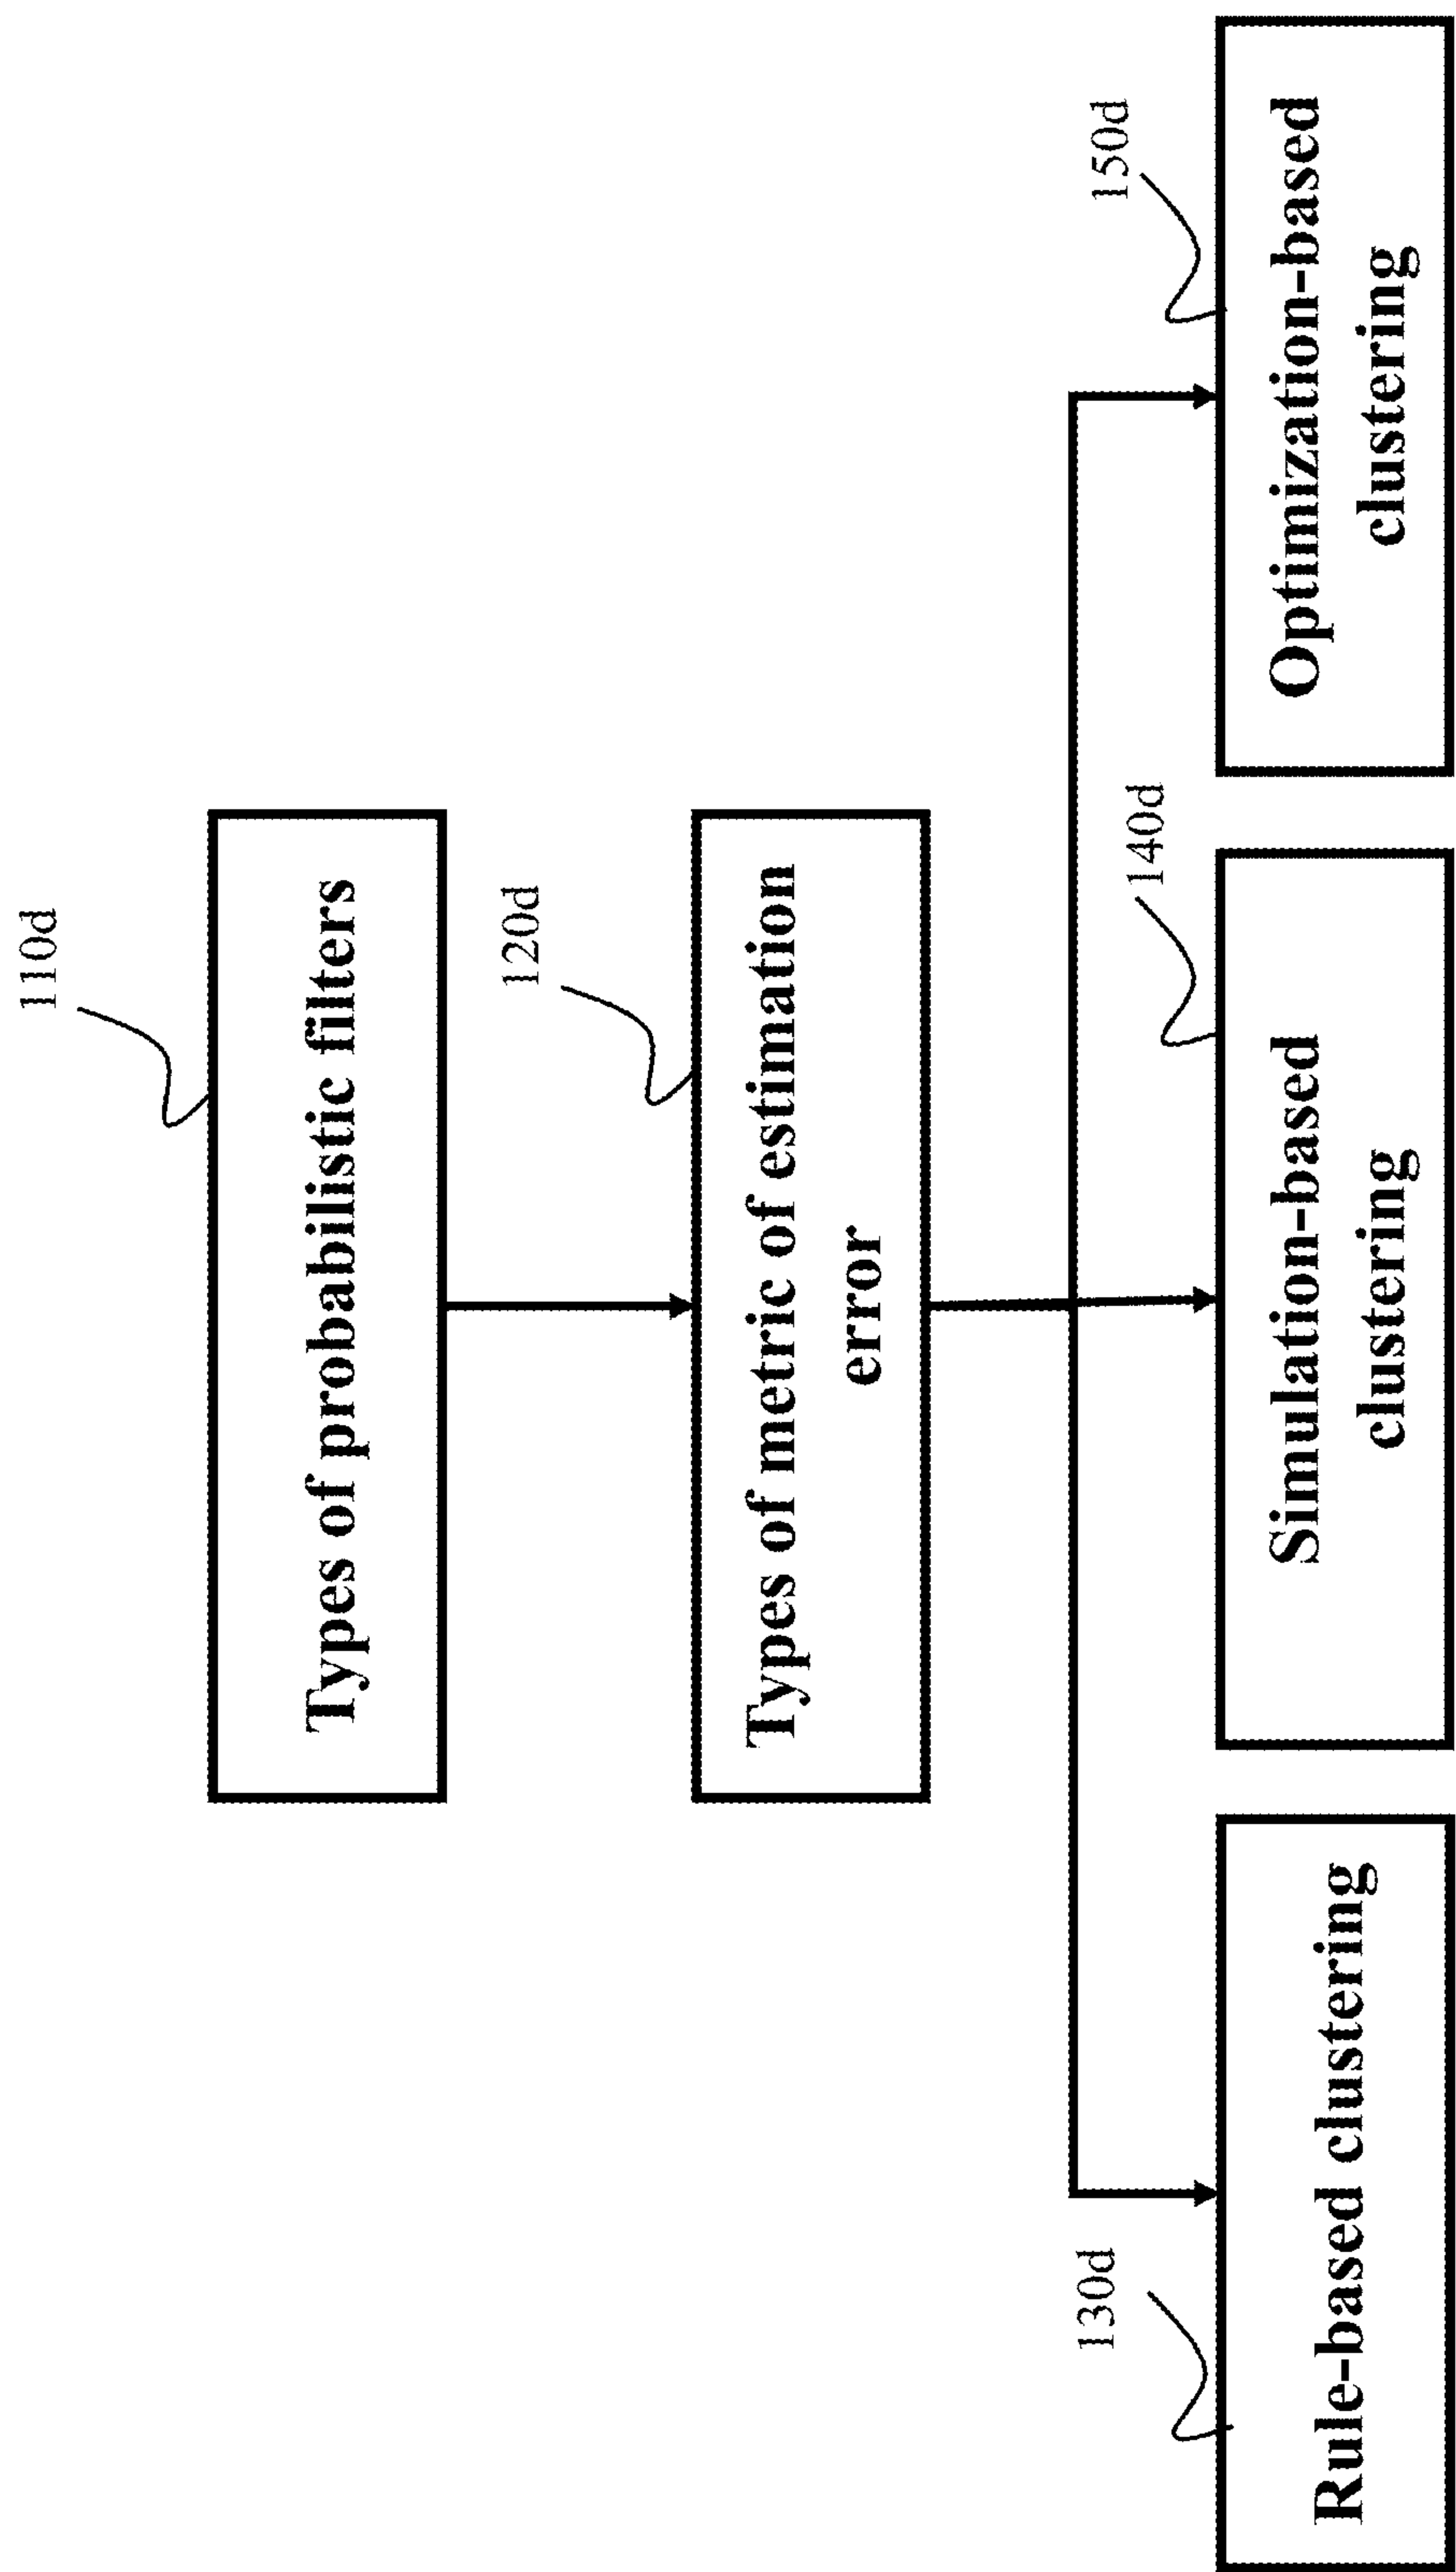 110d
Types of probabilistic filters
120d
Types of metric of estimation
error
130d
Rule-based clustering
140d
Simulation-based
clustering
150d
Optimization-based
clustering